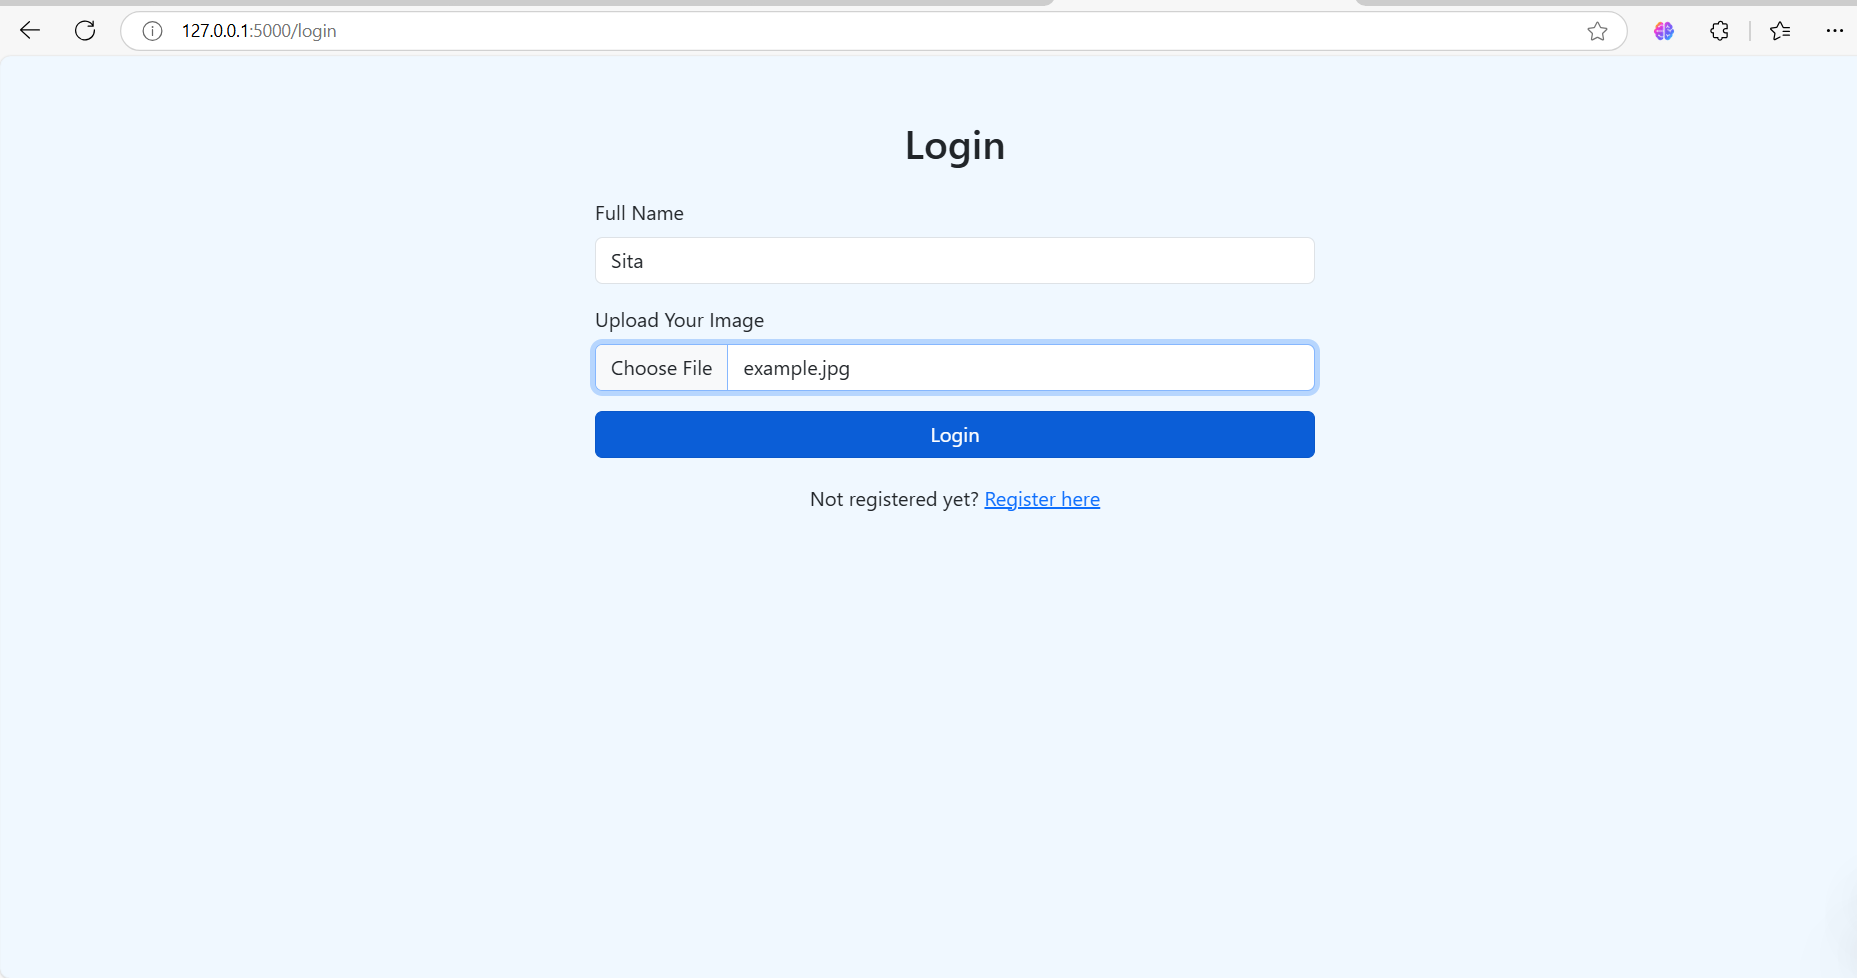 127.0.0.1:5000/login
Login
Full Name
Sita
Upload Your Image
Choose File example.jpg
Login
Not registered yet? Register here